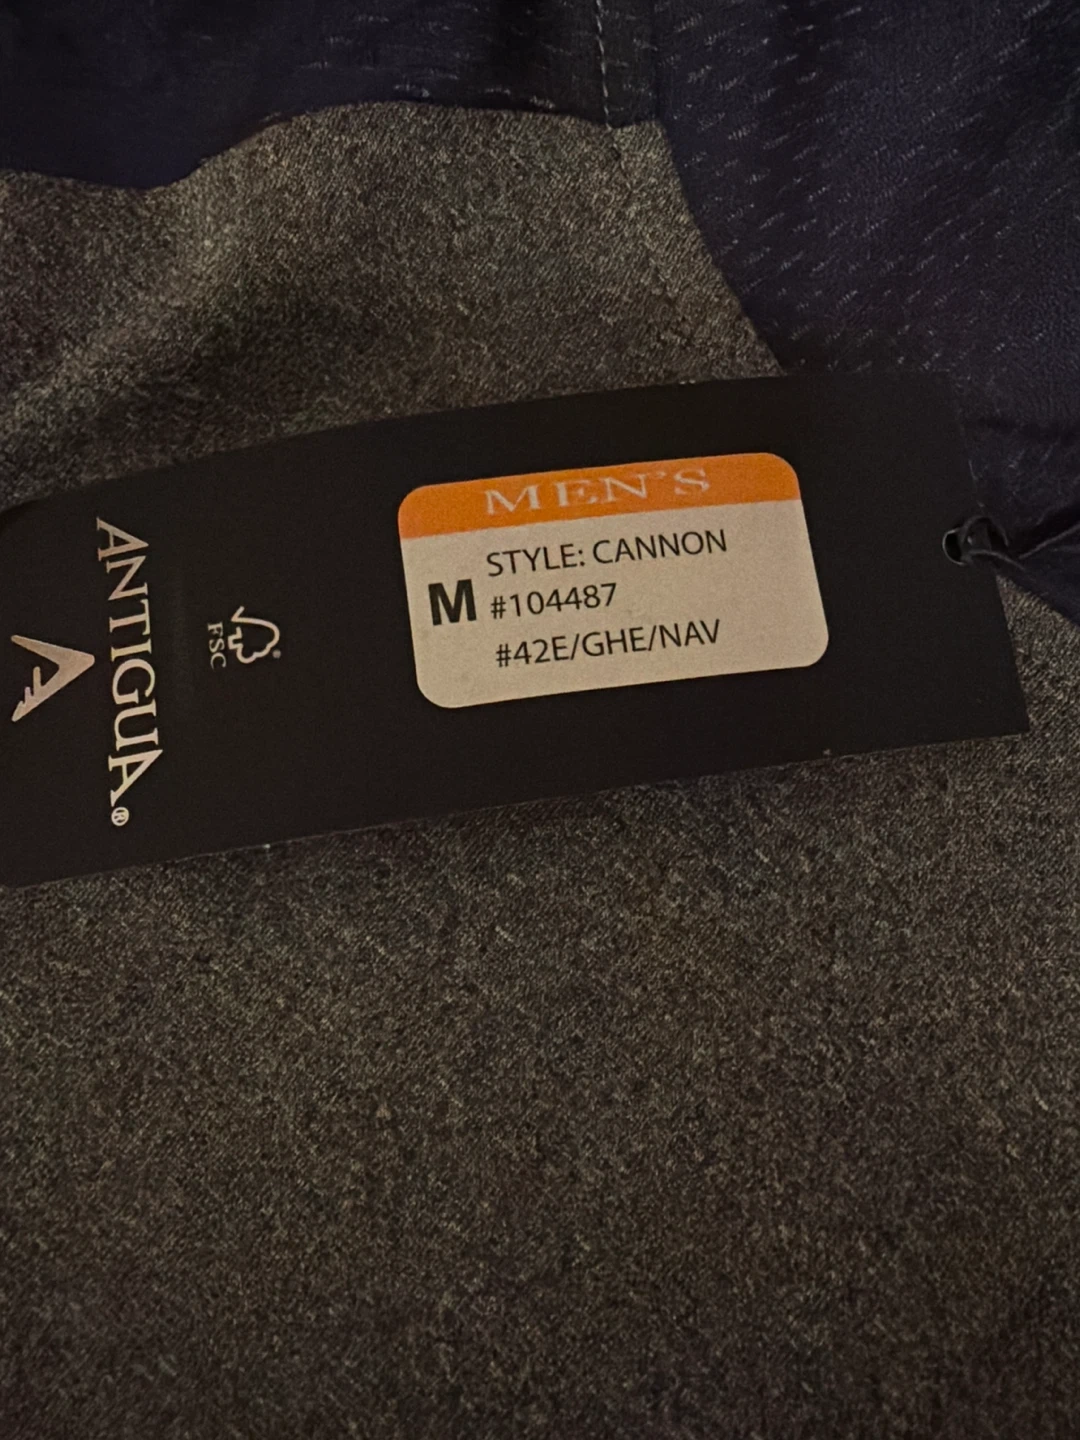 MEN'S
STYLE: CANNON
M
#104487
#42E/GHE/NAV
FSC
ANTIGUA®